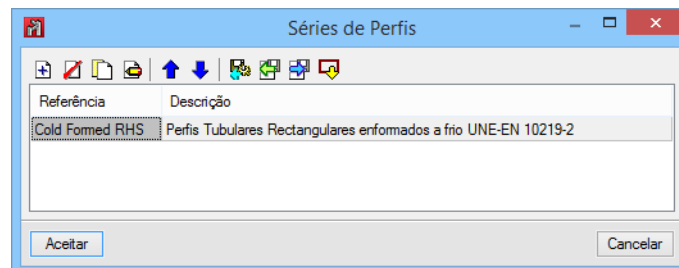 Séries de Perfis
Referência Descrição
Cold Formed RHS Perfis Tubulares Rectangulares enformados a frio UNE-EN 10219-2
Aceitar Cancelar